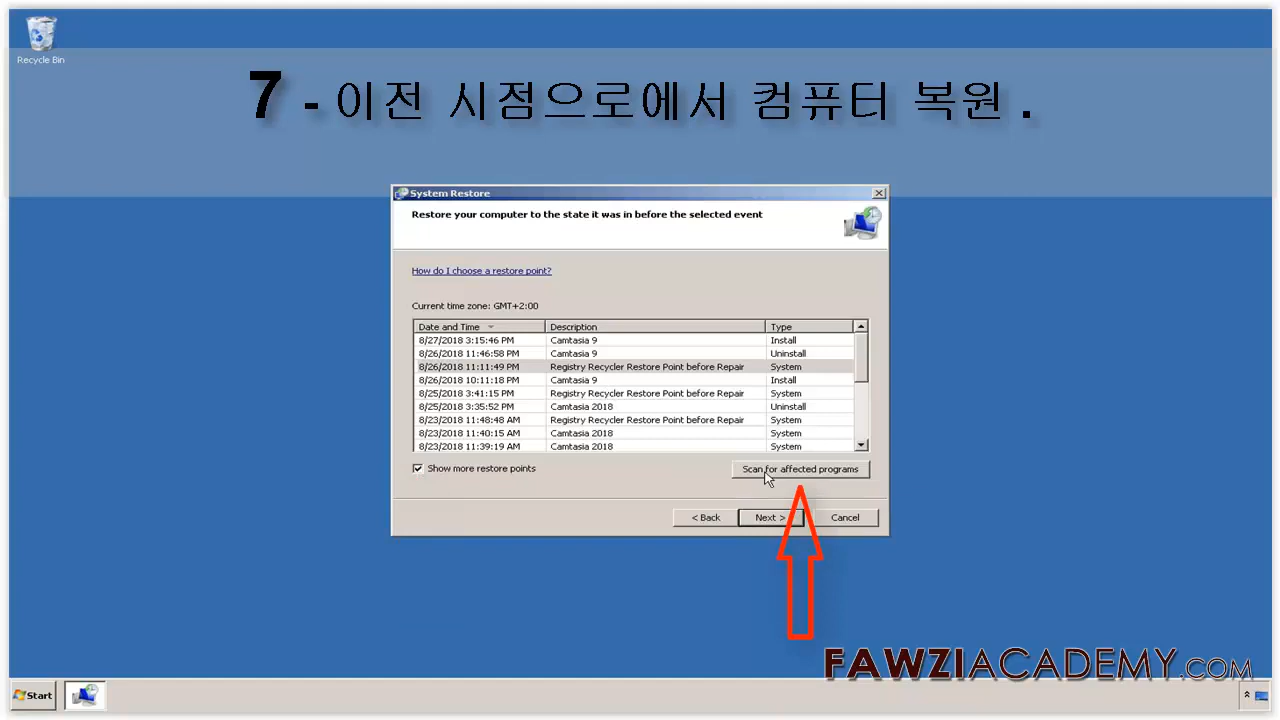 Recycle Bin
7 - 이전 시점으로에서 컴퓨터 복원 .
System Restore
Restore your computer to the state it was in before the selected event
How do I choose a restore point?
Current time zone: GMT+2:00
Date and Time Description Type
8/27/2018 3:15:46 PM Camtasia 9 Install
8/26/2018 11:46:58 PM Camtasia 9 Uninstall
8/26/2018 11:11:49 PM Registry Recycler Restore Point before Repair System
8/26/2018 10:11:18 PM Camtasia 9 Install
8/25/2018 3:41:15 PM Registry Recycler Restore Point before Repair System
8/25/2018 3:35:52 PM Camtasia 2018 Uninstall
8/23/2018 11:48:48 AM Registry Recycler Restore Point before Repair System
8/23/2018 11:40:15 AM Camtasia 2018 System
8/23/2018 11:39:19 AM Camtasia 2018 System
Show more restore points Scan for affected programs
< Back Next > Cancel
FAWZIACADEMY.COM
Start